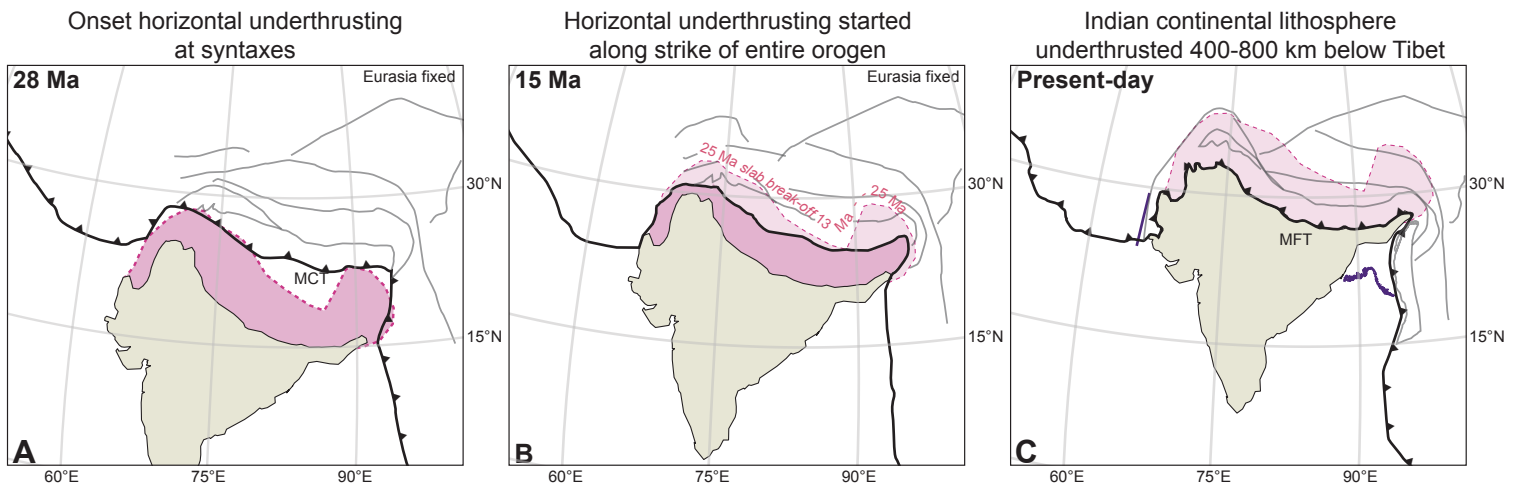 Onset horizontal underthrusting
at syntaxes
28 Ma
Eurasia fixed
MCT
A
60°E
75°E
90°E
30°N
15°N
Horizontal underthrusting started
along strike of entire orogen
15 Ma
Eurasia fixed
25 Ma slab break-off 13 Ma
25 Ma
B
60°E
75°E
90°E
30°N
15°N
Indian continental lithosphere
underthrusted 400-800 km below Tibet
Present-day
MFT
C
60°E
75°E
90°E
30°N
15°N